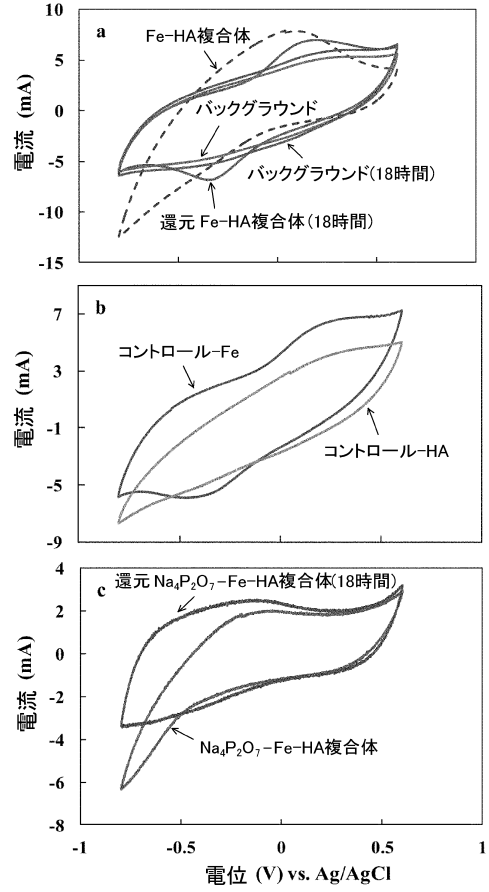 a
Fe-HA複合体
バックグラウンド
バックグラウンド(18時間)
還元 Fe-HA複合体(18時間)
電流 (mA)
10
5
0
-5
-10
-15
b
コントロール-Fe
コントロール-HA
電流 (mA)
7
3
-1
-5
-9
c
還元 Na₄P₂O₇-Fe-HA複合体(18時間)
Na₄P₂O₇-Fe-HA複合体
電流 (mA)
4
2
0
-2
-4
-6
-8
-1 -0.5 0 0.5 1
電位 (V) vs. Ag/AgCl